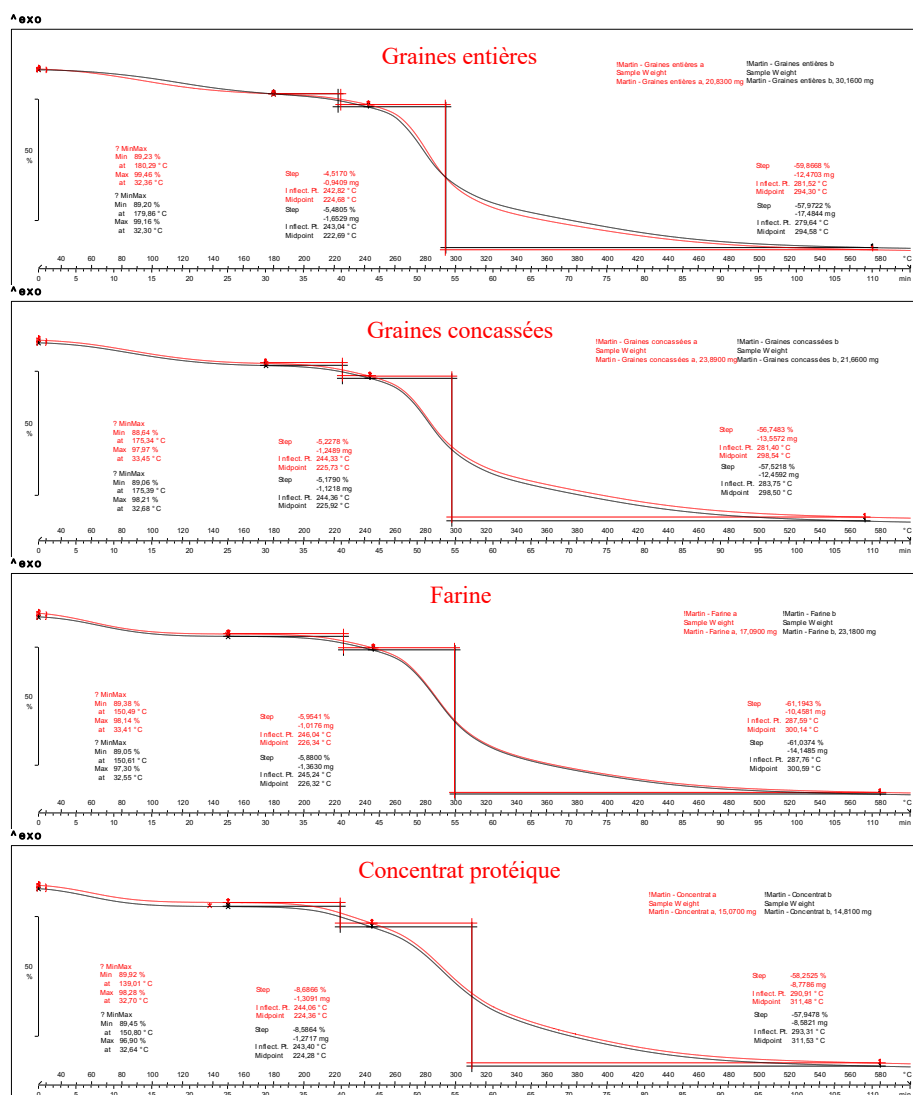 ^exo
Graines entières
!Martin - Graines entières a
Sample Weight
Martin - Graines entières a, 20,8300 mg
!Martin - Graines entières b
Sample Weight
Martin - Graines entières b, 30,1600 mg
50
%
? MinMax
Min 89,23 %
at 180,29 °C
Max 99,46 %
at 32,36 °C
? MinMax
Min 89,20 %
at 179,86 °C
Max 99,16 %
at 32,30 °C
Step -4,5170 %
-0,9409 mg
Inflect. Pt. 242,82 °C
Midpoint 224,68 °C
Step -5,4805 %
-1,6529 mg
Inflect. Pt. 243,04 °C
Midpoint 222,69 °C
Step -59,8668 %
-12,4703 mg
Inflect. Pt. 281,52 °C
Midpoint 294,30 °C
Step -57,9722 %
-17,4844 mg
Inflect. Pt. 279,64 °C
Midpoint 294,58 °C
40 60 80 100 120 140 160 180 200 220 240 260 280 300 320 340 360 380 400 420 440 460 480 500 520 540 560 580 °C
0 5 10 15 20 25 30 35 40 45 50 55 60 65 70 75 80 85 90 95 100 105 110 min
^exo
Graines concassées
!Martin - Graines concassées a
Sample Weight
Martin - Graines concassées a, 23,8900 mg
!Martin - Graines concassées b
Sample Weight
Martin - Graines concassées b, 21,6600 mg
50
%
? MinMax
Min 88,64 %
at 175,34 °C
Max 97,97 %
at 33,45 °C
? MinMax
Min 89,06 %
at 175,39 °C
Max 98,21 %
at 32,68 °C
Step -5,2278 %
-1,2489 mg
Inflect. Pt. 244,33 °C
Midpoint 225,73 °C
Step -5,1790 %
-1,1218 mg
Inflect. Pt. 244,36 °C
Midpoint 225,92 °C
Step -56,7483 %
-13,5572 mg
Inflect. Pt. 281,40 °C
Midpoint 298,54 °C
Step -57,5218 %
-12,4592 mg
Inflect. Pt. 283,75 °C
Midpoint 298,50 °C
40 60 80 100 120 140 160 180 200 220 240 260 280 300 320 340 360 380 400 420 440 460 480 500 520 540 560 580 °C
0 5 10 15 20 25 30 35 40 45 50 55 60 65 70 75 80 85 90 95 100 105 110 min
^exo
Farine
!Martin - Farine a
Sample Weight
Martin - Farine a, 17,0900 mg
!Martin - Farine b
Sample Weight
Martin - Farine b, 23,1800 mg
50
%
? MinMax
Min 89,38 %
at 150,49 °C
Max 98,14 %
at 33,41 °C
? MinMax
Min 89,05 %
at 150,61 °C
Max 97,30 %
at 32,55 °C
Step -5,9541 %
-1,0176 mg
Inflect. Pt. 246,04 °C
Midpoint 226,34 °C
Step -5,8800 %
-1,3630 mg
Inflect. Pt. 245,24 °C
Midpoint 226,32 °C
Step -61,1943 %
-10,4581 mg
Inflect. Pt. 287,59 °C
Midpoint 300,14 °C
Step -61,0374 %
-14,1485 mg
Inflect. Pt. 287,76 °C
Midpoint 300,59 °C
40 60 80 100 120 140 160 180 200 220 240 260 280 300 320 340 360 380 400 420 440 460 480 500 520 540 560 580 °C
0 5 10 15 20 25 30 35 40 45 50 55 60 65 70 75 80 85 90 95 100 105 110 min
^exo
Concentrat protéique
!Martin - Concentrat a
Sample Weight
Martin - Concentrat a, 15,0700 mg
!Martin - Concentrat b
Sample Weight
Martin - Concentrat b, 14,8100 mg
50
%
? MinMax
Min 89,92 %
at 139,01 °C
Max 98,28 %
at 32,70 °C
? MinMax
Min 89,45 %
at 150,80 °C
Max 96,90 %
at 32,64 °C
Step -8,6866 %
-1,3091 mg
Inflect. Pt. 244,06 °C
Midpoint 224,36 °C
Step -8,5864 %
-1,2717 mg
Inflect. Pt. 243,40 °C
Midpoint 224,28 °C
Step -58,2525 %
-8,7786 mg
Inflect. Pt. 290,91 °C
Midpoint 311,48 °C
Step -57,9478 %
-8,5821 mg
Inflect. Pt. 293,31 °C
Midpoint 311,53 °C
40 60 80 100 120 140 160 180 200 220 240 260 280 300 320 340 360 380 400 420 440 460 480 500 520 540 560 580 °C
0 5 10 15 20 25 30 35 40 45 50 55 60 65 70 75 80 85 90 95 100 105 110 min